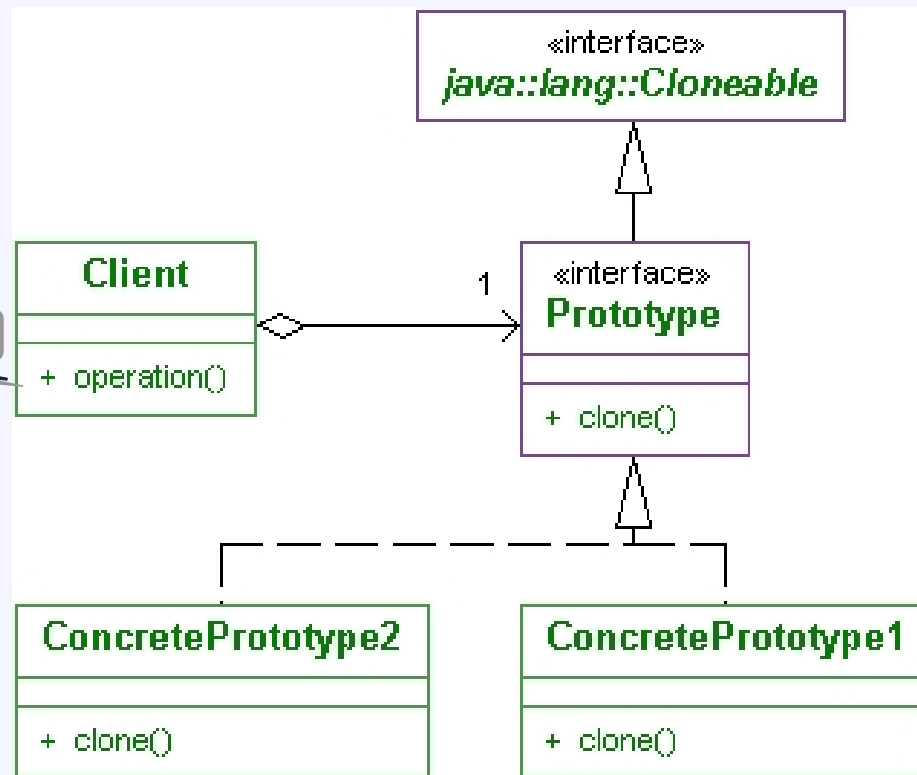 «interface»
java::lang::Cloneable
Client
+ operation()
1
«interface»
Prototype
+ clone()
ConcretePrototype2
+ clone()
ConcretePrototype1
+ clone()